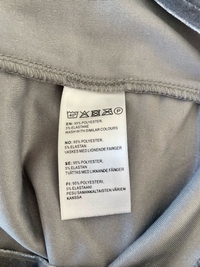 EN: 95% POLYESTER,
5% ELASTANE
WASH WITH SIMILAR COLOURS
NO: 95% POLYESTER,
5% ELASTAN
VASKES MED LIGNENDE FARGER
SE: 95% POLYESTER,
5% ELASTAN
TVÄTTAS MED LIKNANDE FÄRGER
FI: 95% POLYESTERI,
5% ELASTAANI
PESU SAMANKALTAISTEN VÄRIEN
KANSSA